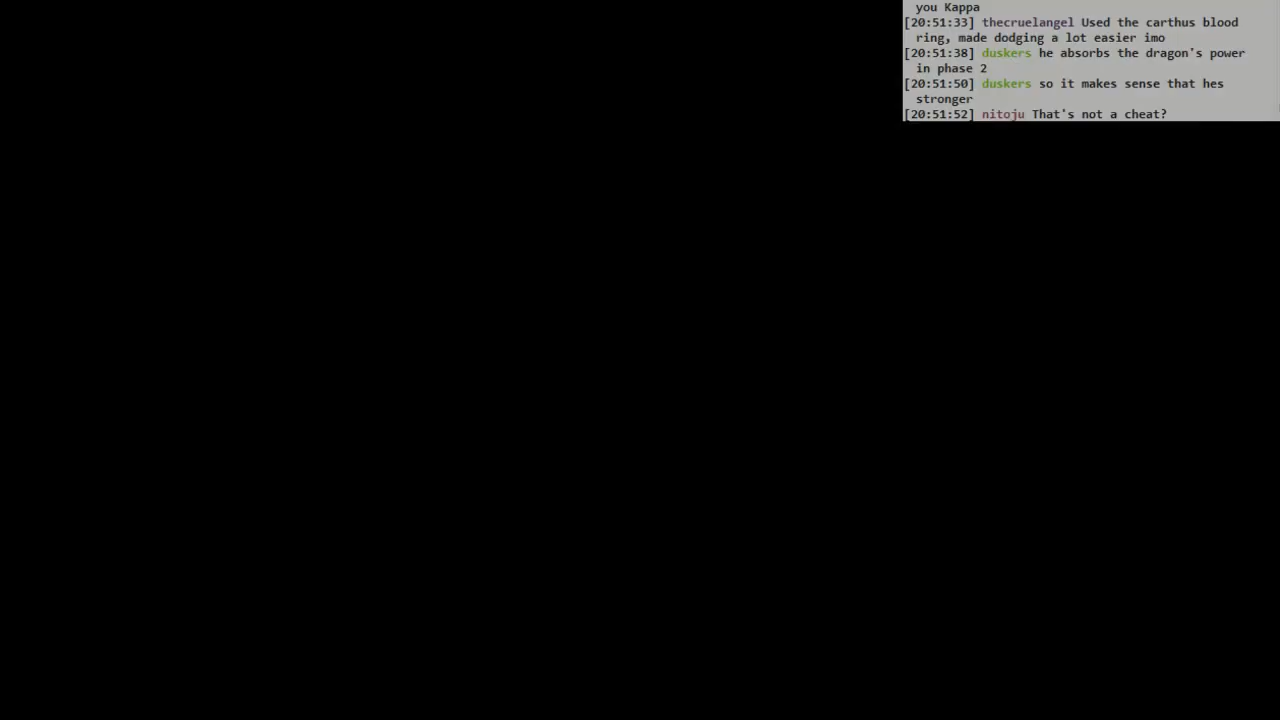 you Kappa
[20:51:33] thecruelangel Used the carthus blood
ring, made dodging a lot easier imo
[20:51:38] duskers he absorbs the dragon's power
in phase 2
[20:51:50] duskers so it makes sense that hes
stronger
[20:51:52] nitoju That's not a cheat?